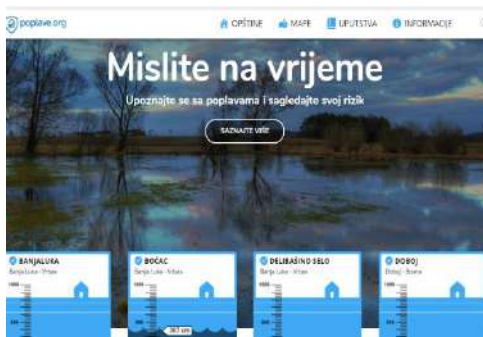 poplave.org
OPŠTINE MAPE UPUTSTVA INFORMACIJE
Mislite na vrijeme
Upoznajte se sa poplavama i sagledajte svoj rizik
SAZNAJTE VIŠE
BANJALUKA BOČAC DELIBAŠINO SELO DOBOJ
Banja Luka - Vrbas Banja Luka - Vrbas Banja Luka - Vrbas Doboj - Bosna